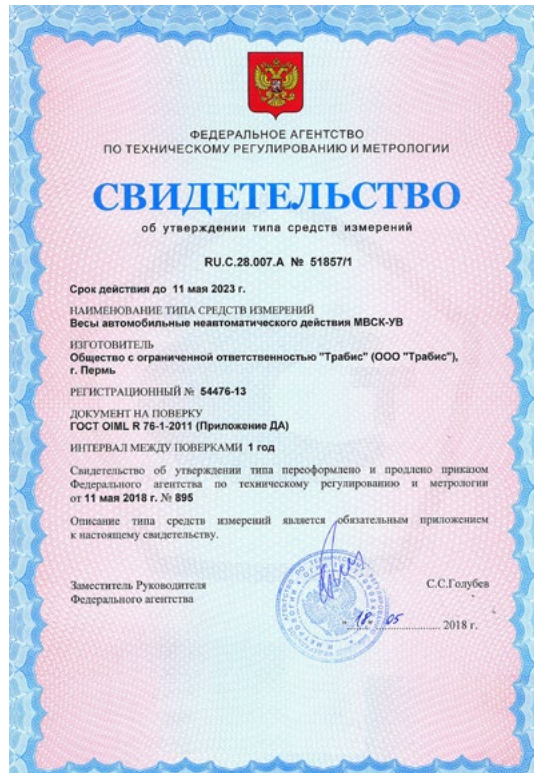 ФЕДЕРАЛЬНОЕ АГЕНТСТВО
ПО ТЕХНИЧЕСКОМУ РЕГУЛИРОВАНИЮ И МЕТРОЛОГИИ
СВИДЕТЕЛЬСТВО
об утверждении типа средств измерений
RU.C.28.007.A № 51857/1
Срок действия до 11 мая 2023 г.
НАИМЕНОВАНИЕ ТИПА СРЕДСТВ ИЗМЕРЕНИЙ
Весы автомобильные неавтоматического действия МВСК-УВ
ИЗГОТОВИТЕЛЬ
Общество с ограниченной ответственностью "Трабис" (ООО "Трабис"),
г. Пермь
РЕГИСТРАЦИОННЫЙ № 54476-13
ДОКУМЕНТ НА ПОВЕРКУ
ГОСТ OIML R 76-1-2011 (Приложение ДА)
ИНТЕРВАЛ МЕЖДУ ПОВЕРКАМИ 1 год
Свидетельство об утверждении типа переоформлено и продлено приказом
Федерального агентства по техническому регулированию и метрологии
от 11 мая 2018 г. № 895
Описание типа средств измерений является обязательным приложением
к настоящему свидетельству.
Заместитель Руководителя
Федерального агентства
С.С.Голубев
"18" 05 2018 г.